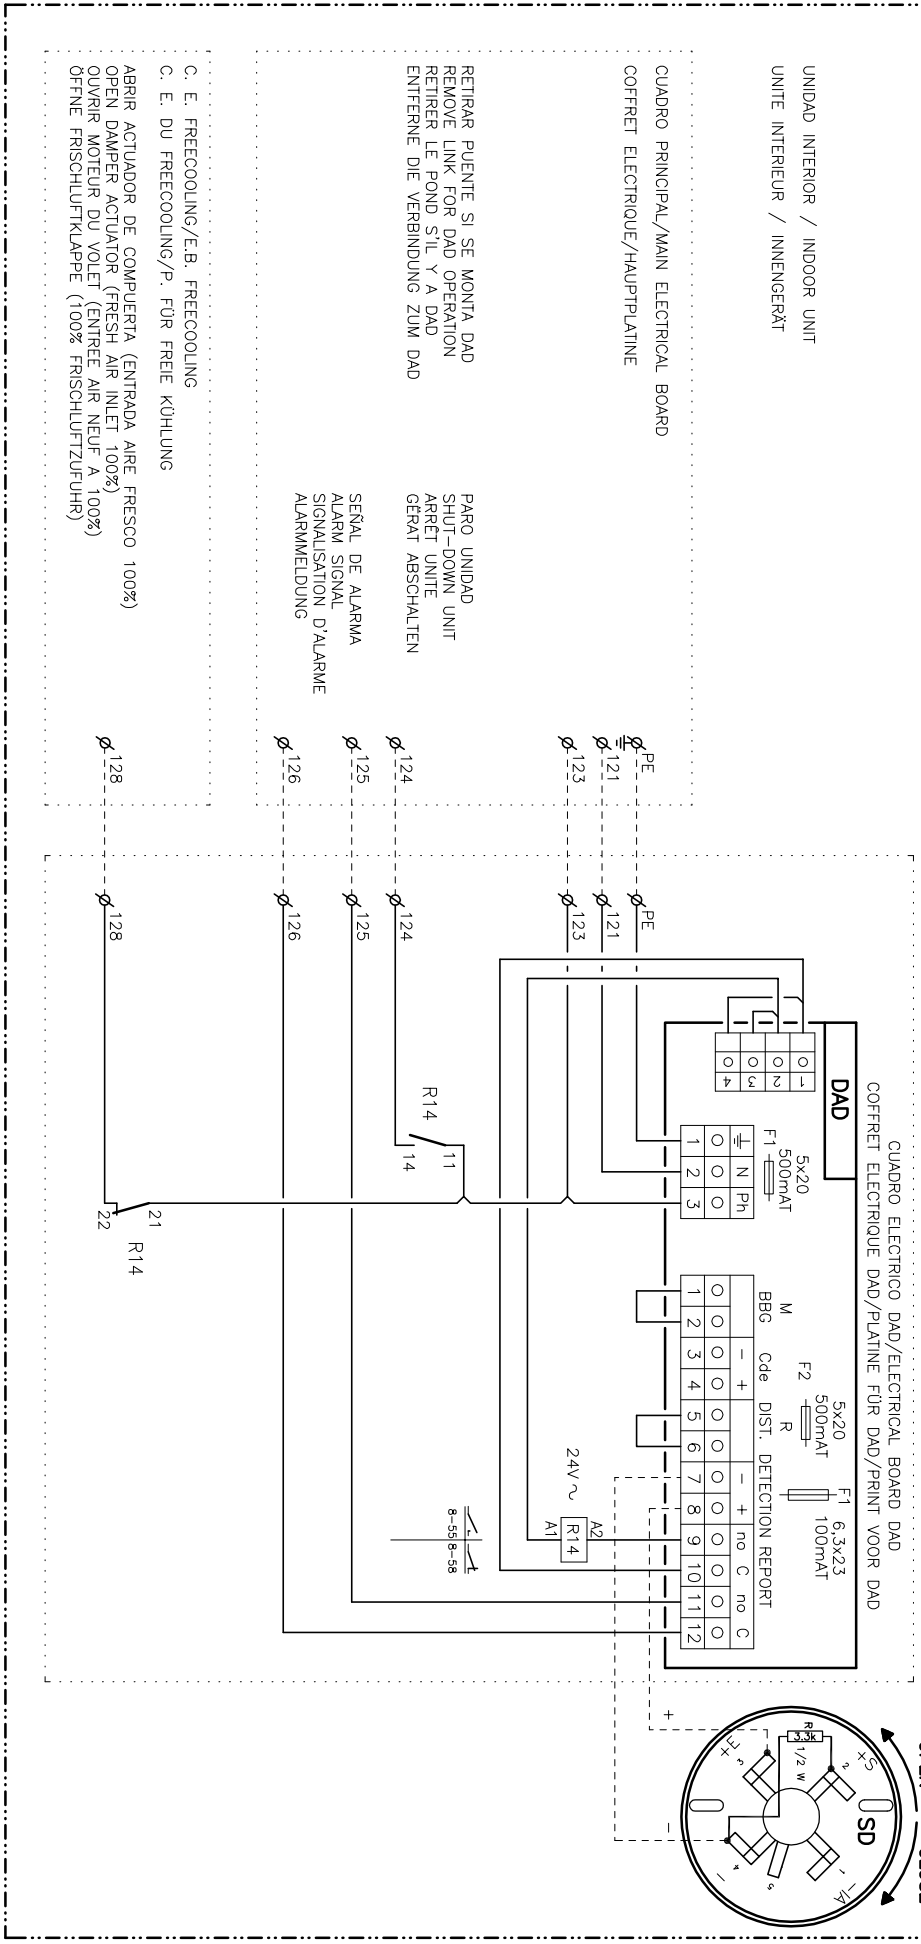 UNIDAD INTERIOR / INDOOR UNIT
UNITE INTERIEUR / INNENGERÄT
CUADRO PRINCIPAL/MAIN ELECTRICAL BOARD
COFFRET ELECTRIQUE/HAUPTPLATINE
RETIRAR PUENTE SI SE MONTA DAD
REMOVE LINK FOR DAD OPERATION
RETIRER LE POND S'IL Y A DAD
ENTFERNE DIE VERBINDUNG ZUM DAD
PARO UNIDAD
SHUT-DOWN UNIT
ARRÊT UNITE
GËRAT ABSCHALTEN
SEÑAL DE ALARMA
ALARM SIGNAL
SIGNALISATION D'ALARME
ALARMMELDUNG
C. E. FREECOOLING/E.B. FREECOOLING
C. E. DU FREECOOLING/P. FÜR FREIE KÜHLUNG
ABRIR ACTUADOR DE COMPUERTA (ENTRADA AIRE FRESCO 100%)
OPEN DAMPER ACTUATOR (FRESH AIR INLET 100%)
OUVRIR MOTEUR DU VOLET (ENTREE AIR NEUF A 100%)
ÖFFNE FRISCHLUFTKLAPPE (100% FRISCHLUFTZUFUHR)
PE
121
123
124
125
126
128
PE
121
123
124
125
126
128
CUADRO ELECTRICO DAD/ELECTRICAL BOARD DAD
COFFRET ELECTRIQUE DAD/PLATINE FÜR DAD/PRINT VOOR DAD
DAD
1
2
3
4
5x20
500mAT
F1
N Ph
1 2 3
5x20
500mAT
F2
F1
6,3x23
100mAT
M R
BBG Cde DIST. DETECTION REPORT
− + − + no C no C
1 2 3 4 5 6 7 8 9 10 11 12
R14
11
14
21
22
R14
24V ~
A2
R14
A1
8-55 8-58
+
−
SD
+S
2
R
3.3k
1/2 W
+E
3
4
−
5
1
−IA